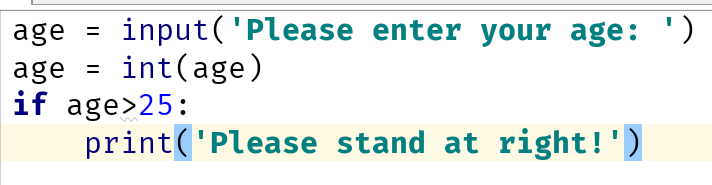 age = input('Please enter your age: ')
age = int(age)
if age>25:
    print('Please stand at right!')